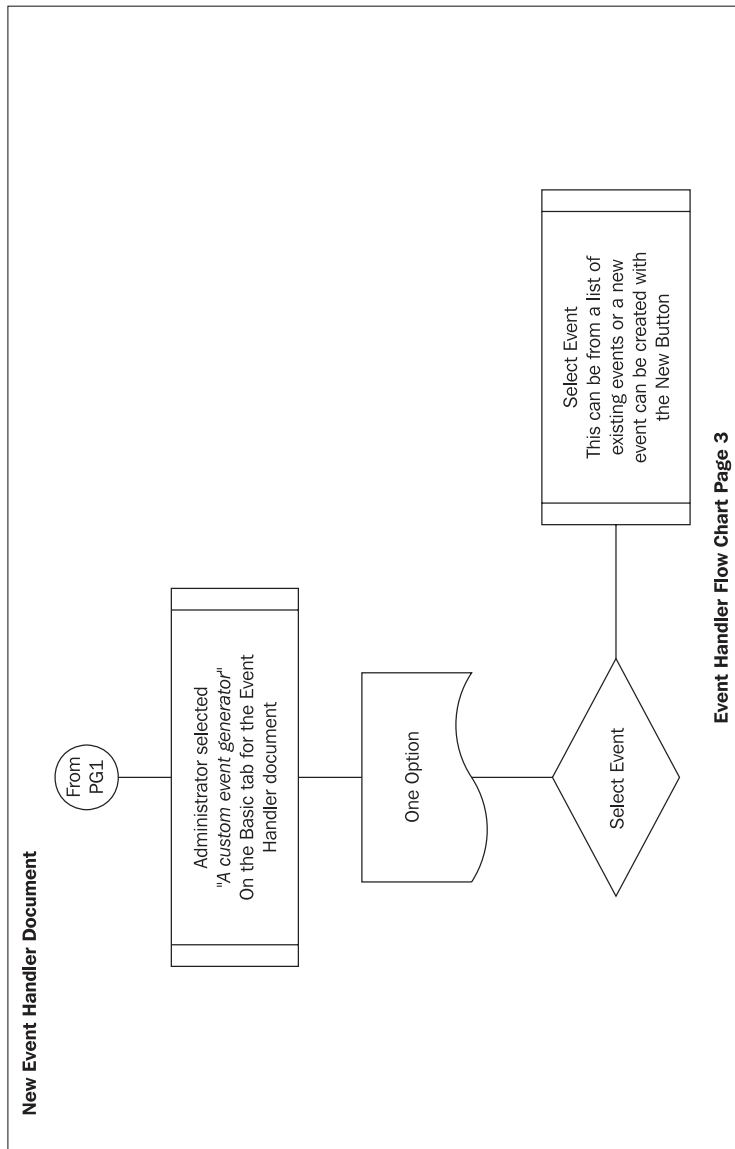 New Event Handler Document
From
PG1
Administrator selected
"A custom event generator"
On the Basic tab for the Event
Handler document
One Option
Select Event
Select Event
This can be from a list of
existing events or a new
event can be created with
the New Button
Event Handler Flow Chart Page 3